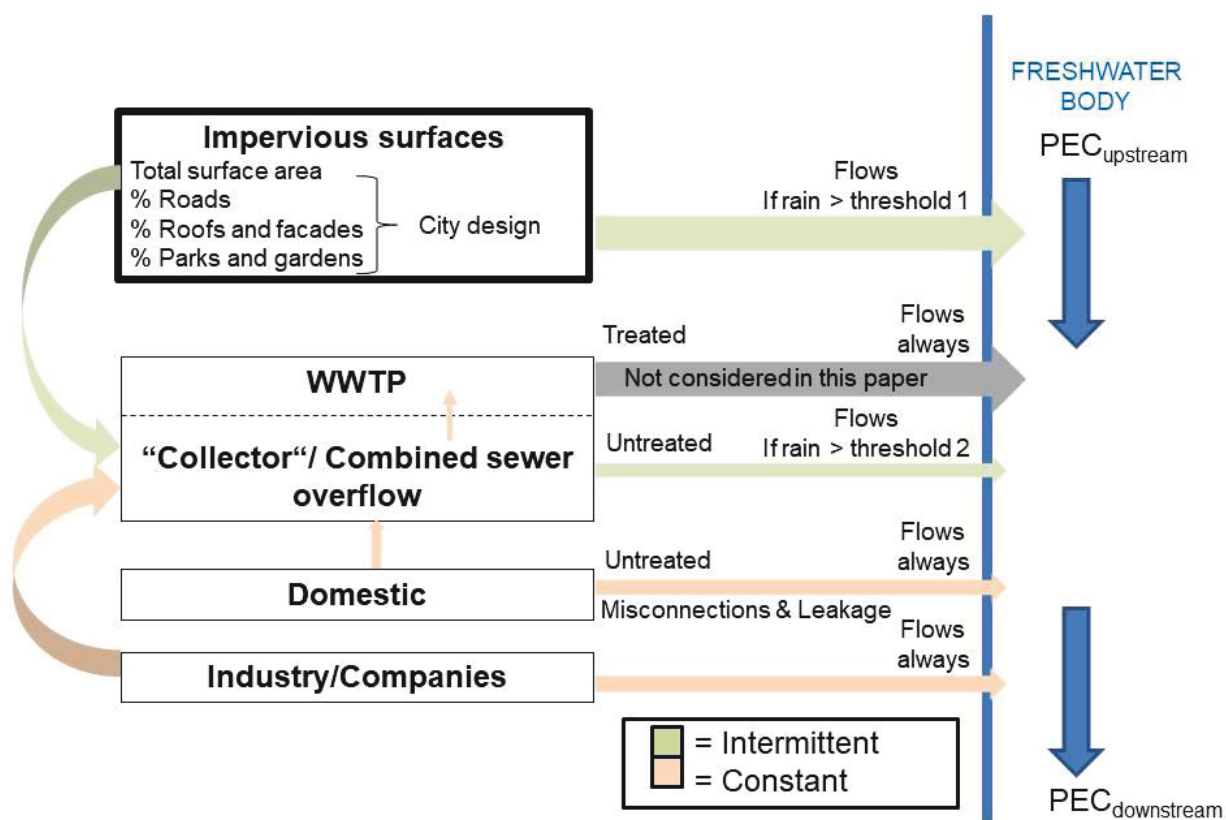 FRESHWATER
BODY
PECupstream
Impervious surfaces
Total surface area
% Roads
% Roofs and facades
% Parks and gardens
City design
Flows
If rain > threshold 1
Treated
Flows
always
WWTP
Not considered in this paper
“Collector“/ Combined sewer
overflow
Untreated
Flows
If rain > threshold 2
Domestic
Untreated
Flows
always
Misconnections & Leakage
Industry/Companies
Flows
always
= Intermittent
= Constant
PECdownstream